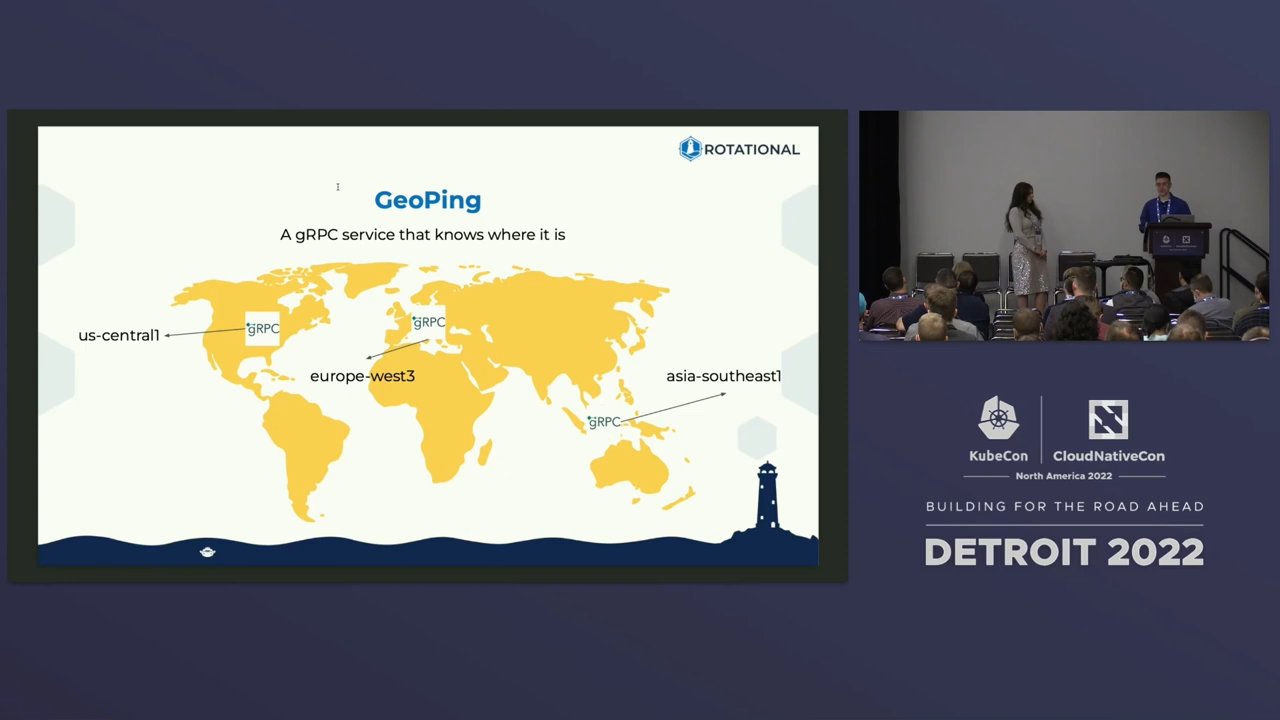 ROTATIONAL
GeoPing
A gRPC service that knows where it is
us-central1
gRPC
gRPC
europe-west3
asia-southeast1
gRPC
KubeCon
CloudNativeCon
North America 2022
BUILDING FOR THE ROAD AHEAD
DETROIT 2022